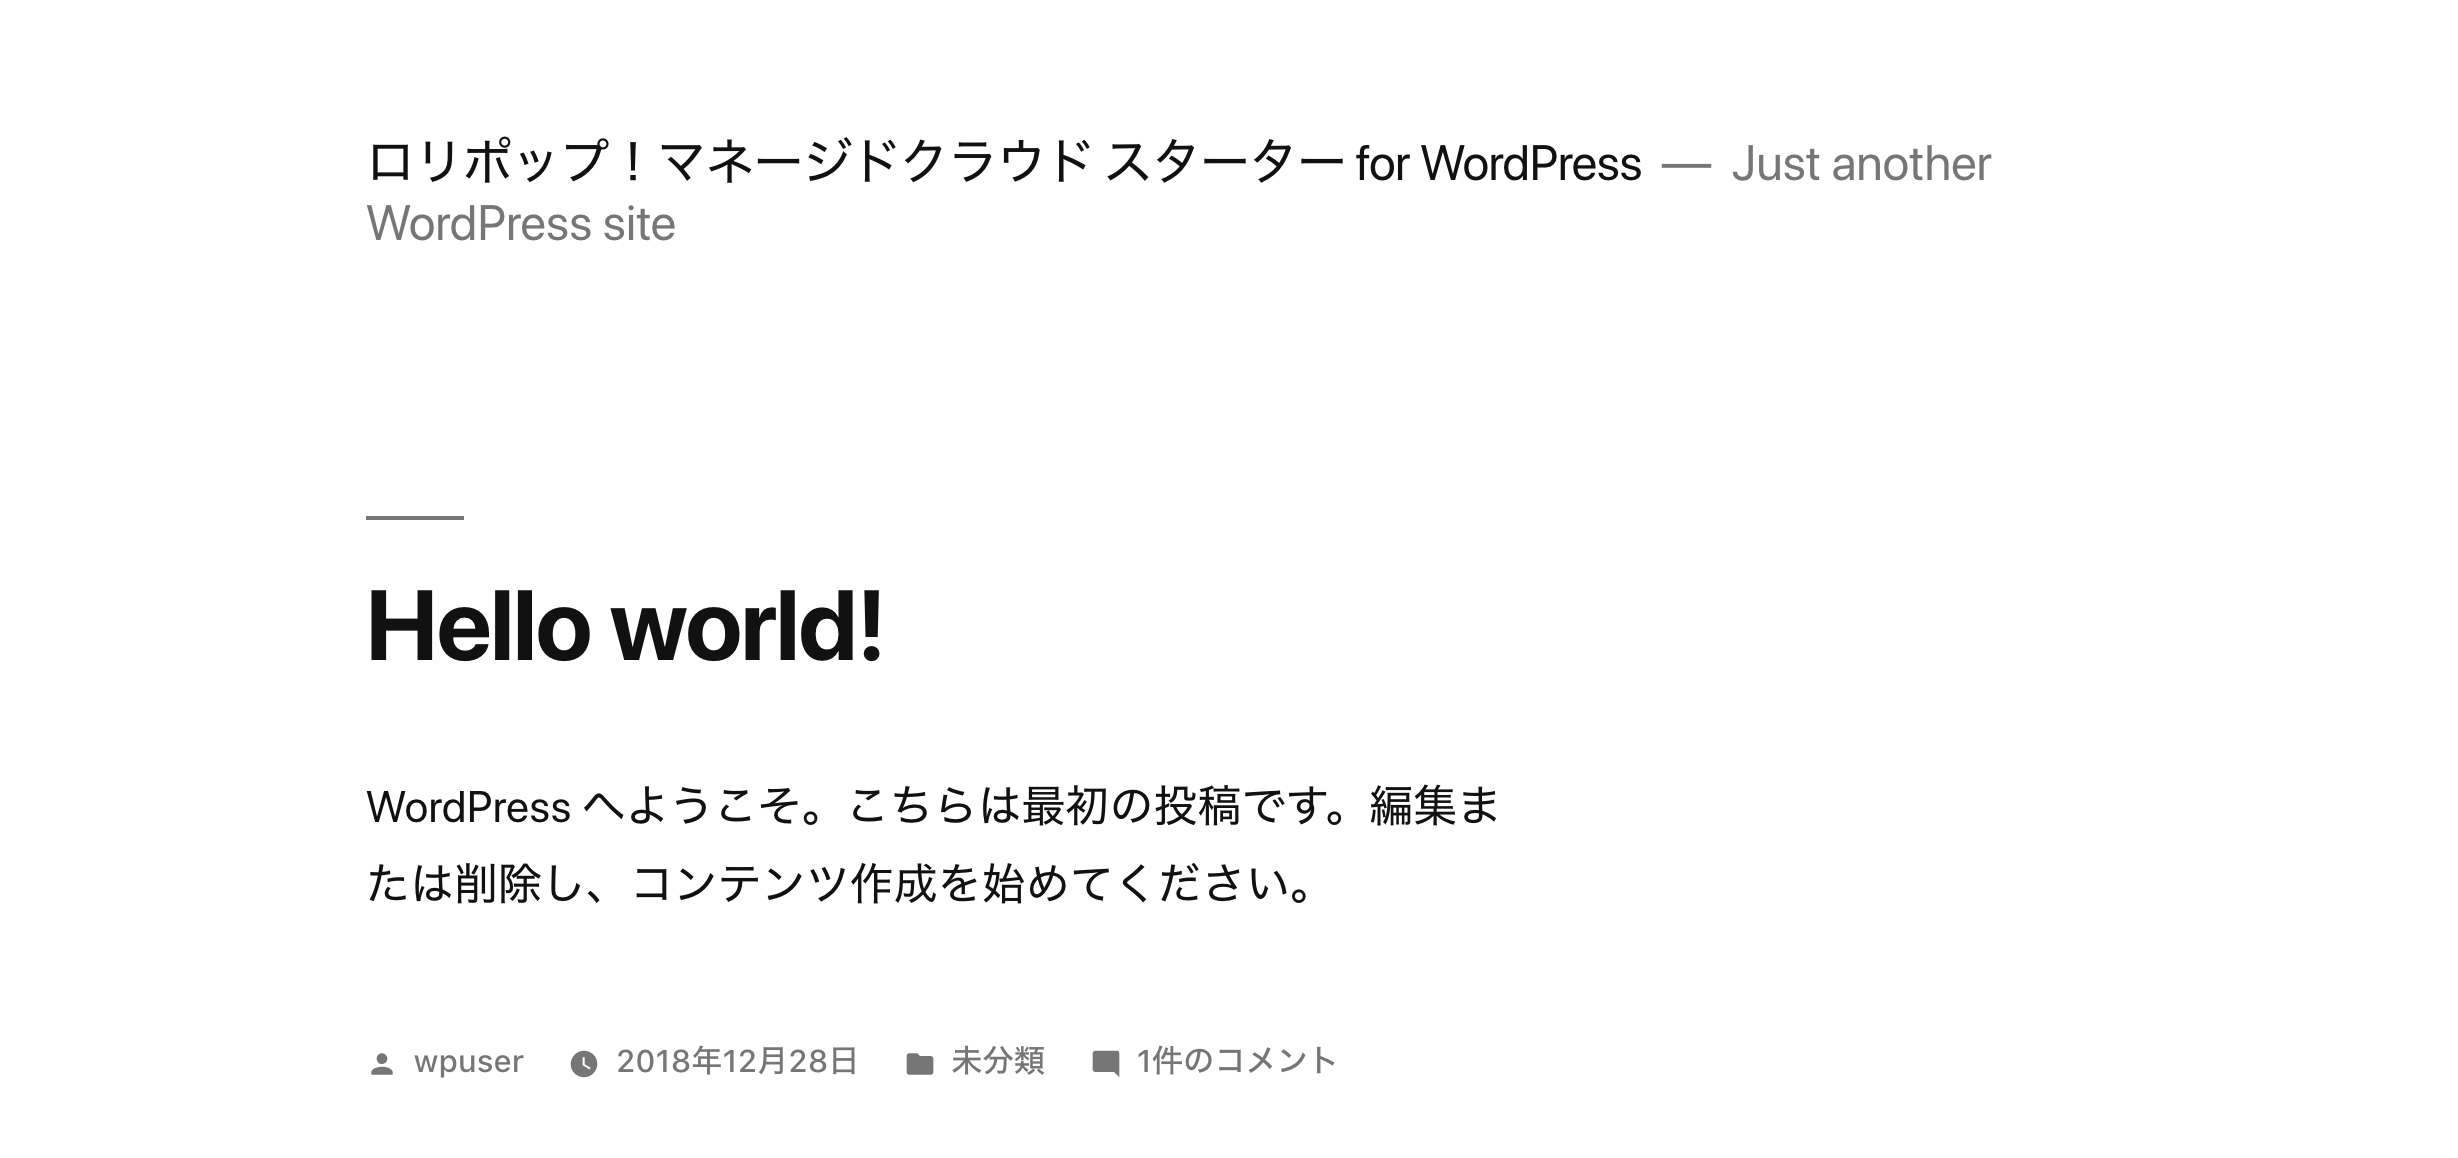 ロリポップ！マネージドクラウド スターター for WordPress — Just another
WordPress site
Hello world!
WordPress へようこそ。こちらは最初の投稿です。編集ま
たは削除し、コンテンツ作成を始めてください。
wpuser 2018年12月28日 未分類 1件のコメント